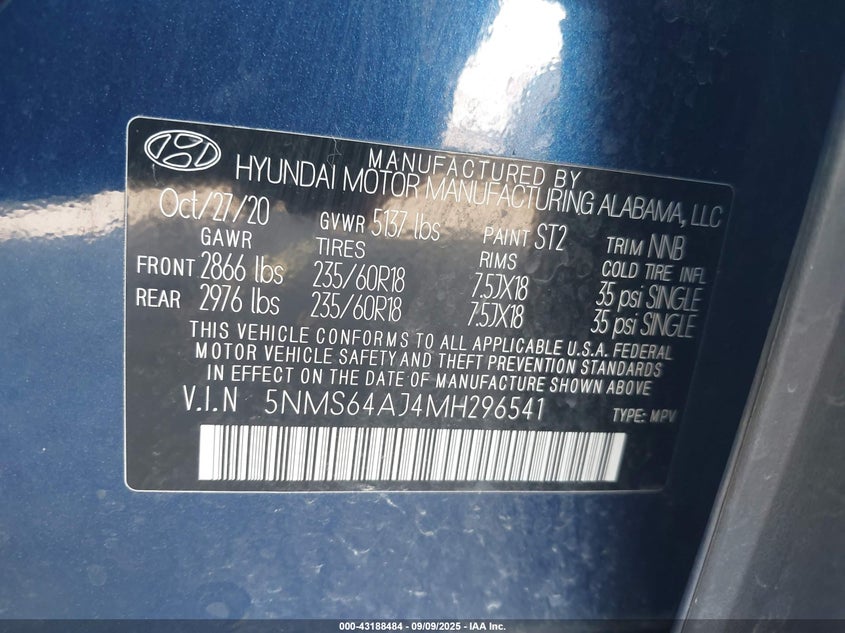 MANUFACTURED BY
HYUNDAI MOTOR MANUFACTURING ALABAMA, LLC
Oct/27/20 GVWR 5137 lbs PAINT ST2 TRIM NNB
GAWR TIRES RIMS COLD TIRE INFL
FRONT 2866 lbs 235/60R18 7.5JX18 35 psi SINGLE
REAR 2976 lbs 235/60R18 7.5JX18 35 psi SINGLE
THIS VEHICLE CONFORMS TO ALL APPLICABLE U.S.A. FEDERAL
MOTOR VEHICLE SAFETY AND THEFT PREVENTION STANDARDS
IN EFFECT ON THE DATE OF MANUFACTURE SHOWN ABOVE
V.I.N 5NMS64AJ4MH296541 TYPE: MPV
000-43188484 - 09/09/2025 - IAA Inc.